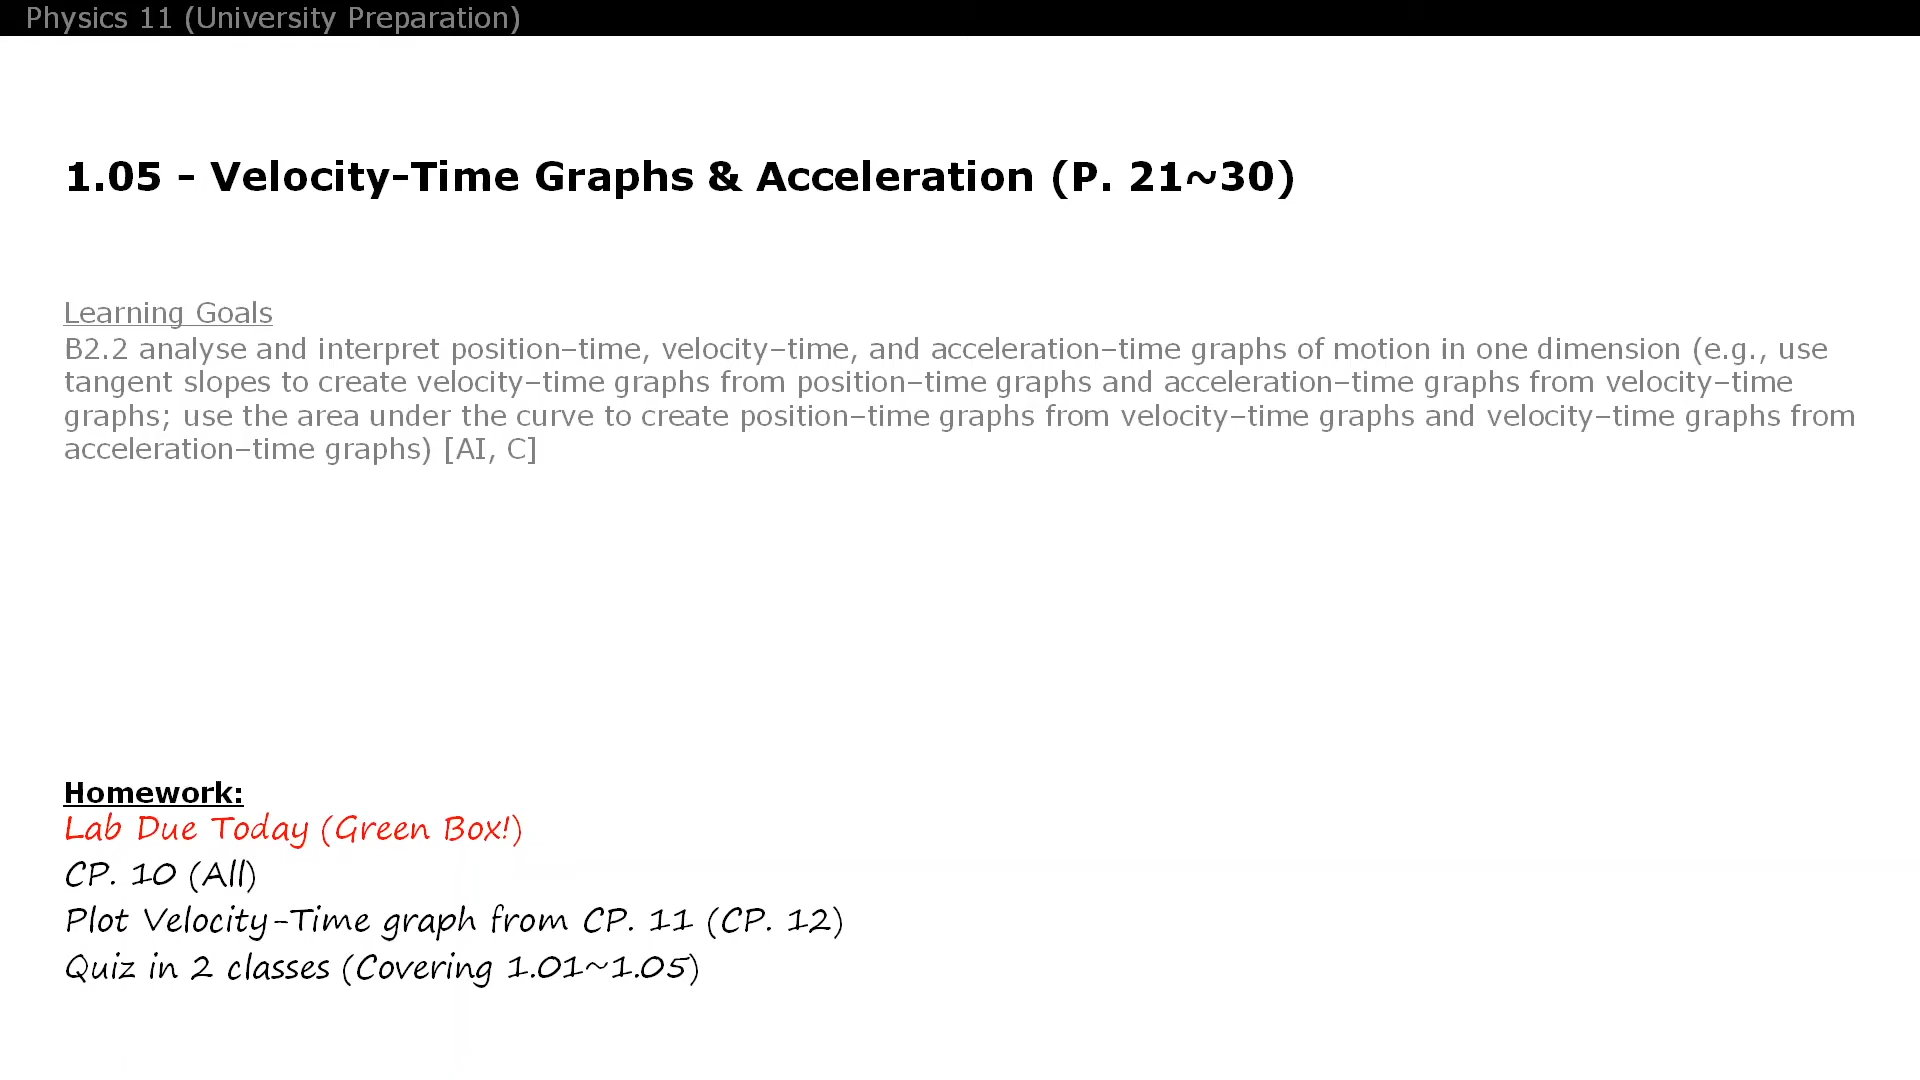 Physics 11 (University Preparation)
1.05 - Velocity-Time Graphs & Acceleration (P. 21~30)
Learning Goals
B2.2 analyse and interpret position–time, velocity–time, and acceleration–time graphs of motion in one dimension (e.g., use
tangent slopes to create velocity–time graphs from position–time graphs and acceleration–time graphs from velocity–time
graphs; use the area under the curve to create position–time graphs from velocity–time graphs and velocity–time graphs from
acceleration–time graphs) [AI, C]
Homework:
Lab Due Today (Green Box!)
CP. 10 (All)
Plot Velocity-Time graph from CP. 11 (CP. 12)
Quiz in 2 classes (Covering 1.01~1.05)